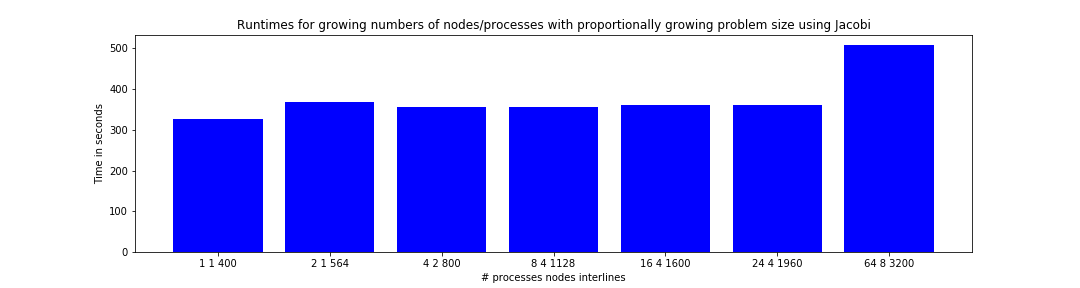 Runtimes for growing numbers of nodes/processes with proportionally growing problem size using Jacobi
500
400
300
200
100
0
Time in seconds
1 1 400 2 1 564 4 2 800 8 4 1128 16 4 1600 24 4 1960 64 8 3200
# processes nodes interlines